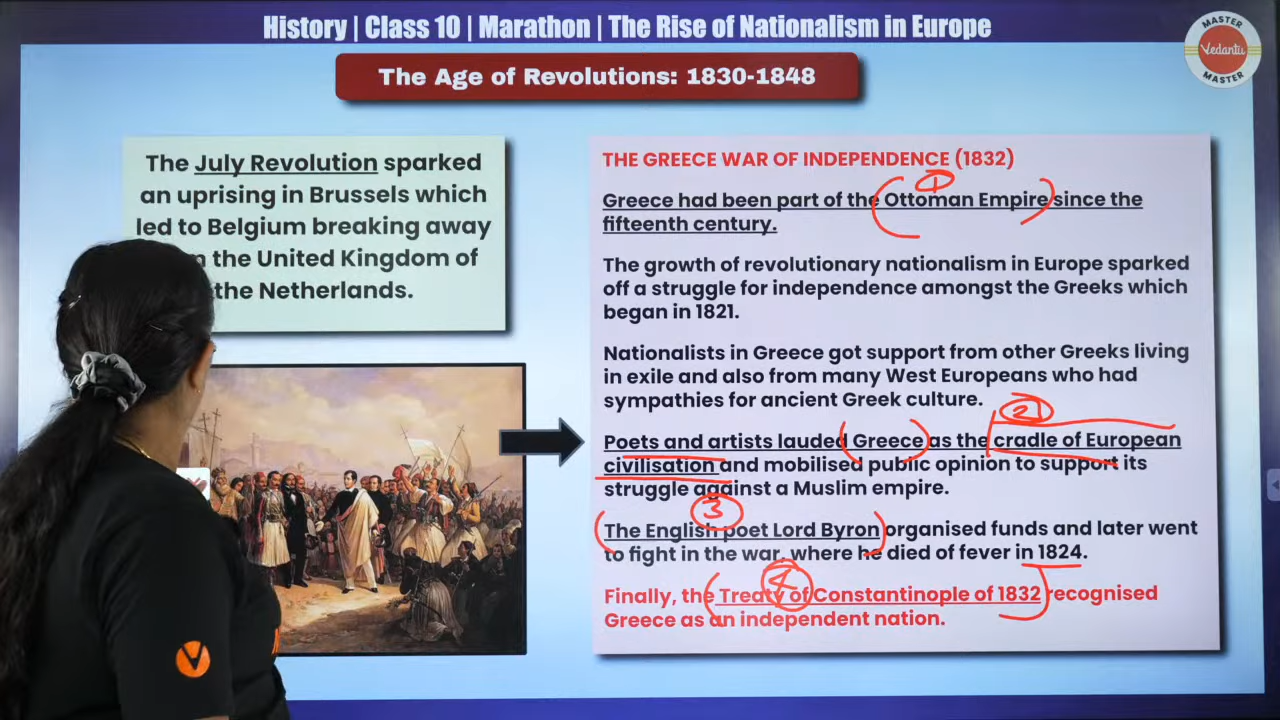 History | Class 10 | Marathon | The Rise of Nationalism in Europe
MASTER
Vedantu
MASTER
The Age of Revolutions: 1830-1848
The July Revolution sparked
an uprising in Brussels which
led to Belgium breaking away
the United Kingdom of
the Netherlands.
THE GREECE WAR OF INDEPENDENCE (1832)
1
Greece had been part of the Ottoman Empire since the
fifteenth century.
The growth of revolutionary nationalism in Europe sparked
off a struggle for independence amongst the Greeks which
began in 1821.
Nationalists in Greece got support from other Greeks living
in exile and also from many West Europeans who had
sympathies for ancient Greek culture.
2
Poets and artists lauded Greece as the cradle of European
civilisation and mobilised public opinion to support its
struggle against a Muslim empire.
3
The English poet Lord Byron organised funds and later went
to fight in the war, where he died of fever in 1824.
4
Finally, the Treaty of Constantinople of 1832 recognised
Greece as an independent nation.
V